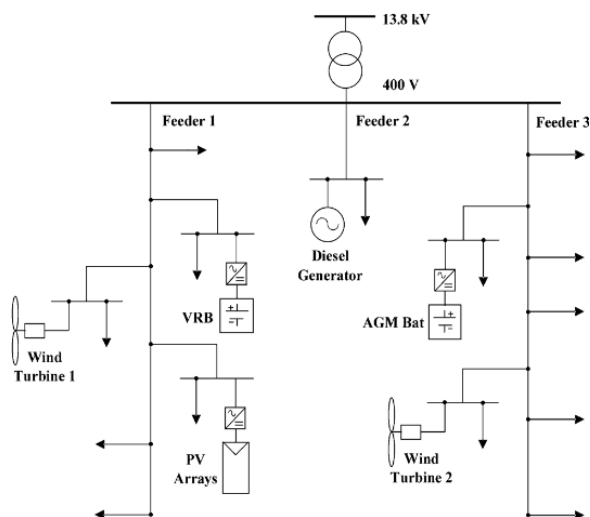 13.8 kV
400 V
Feeder 1
Feeder 2
Feeder 3
Diesel
Generator
VRB
AGM Bat
Wind
Turbine 1
PV
Arrays
Wind
Turbine 2